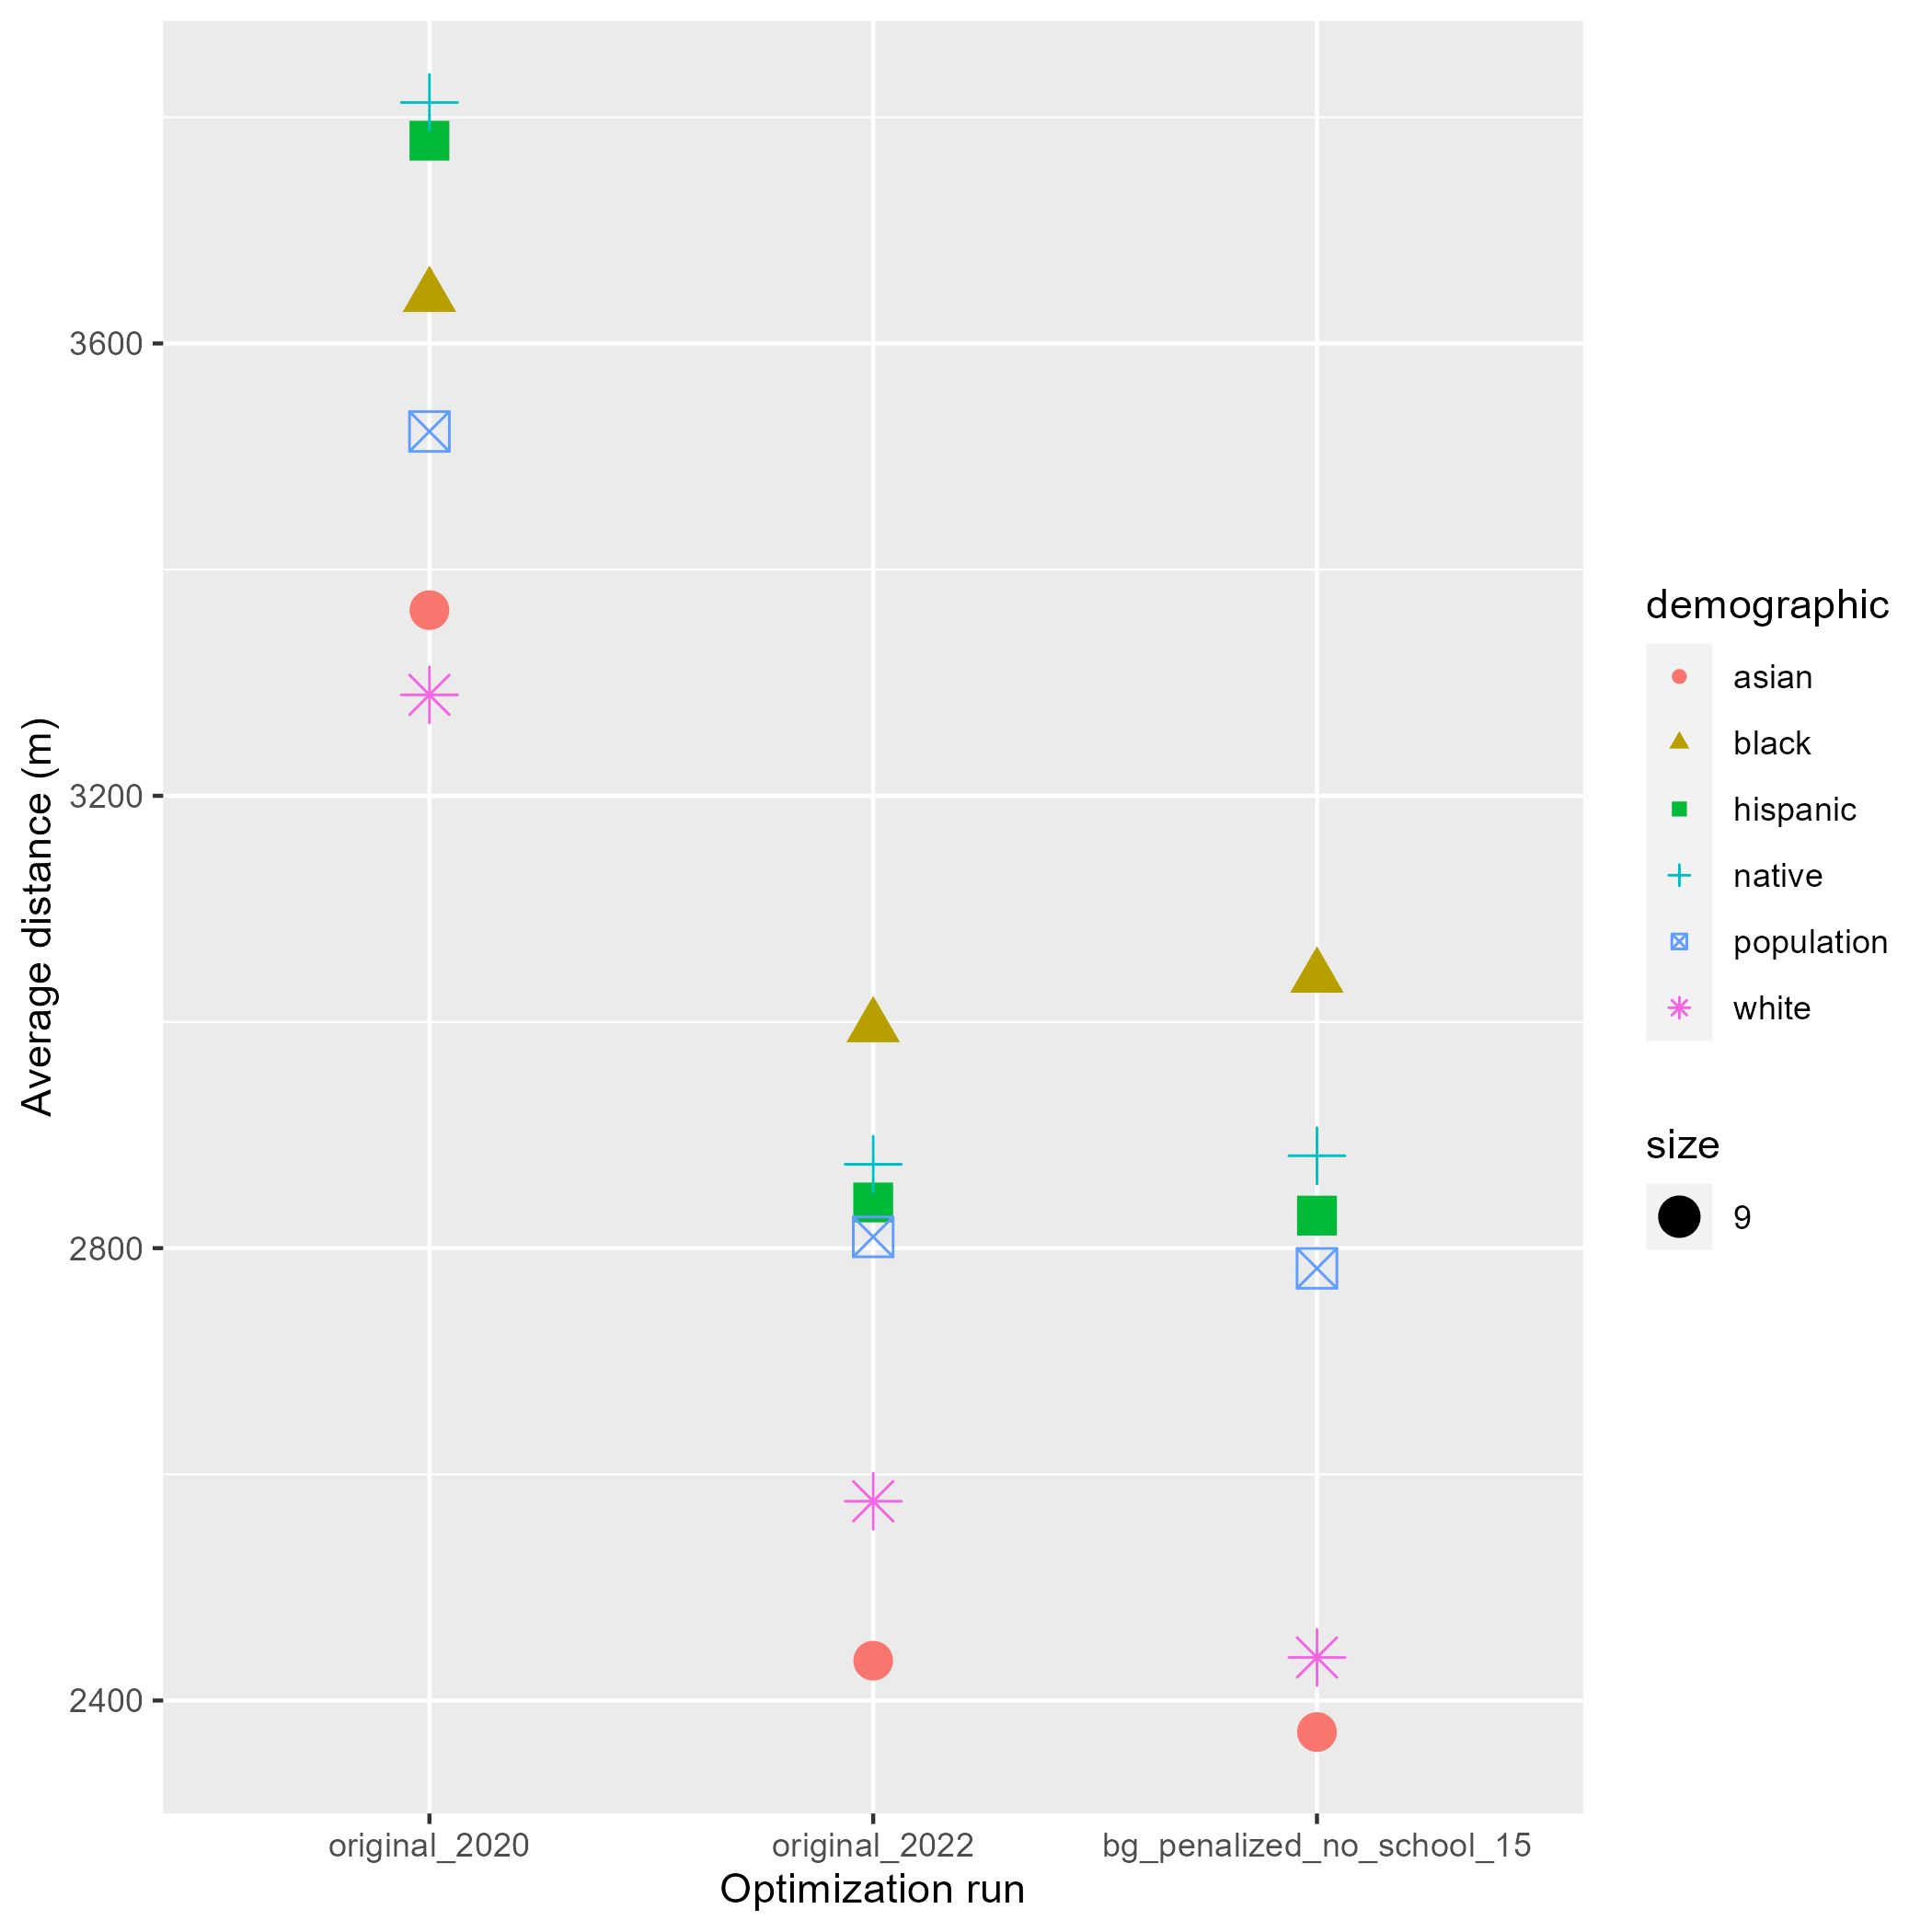 Average distance (m)
3600
3200
2800
2400
original_2020
original_2022
bg_penalized_no_school_15
Optimization run
demographic
asian
black
hispanic
native
population
white
size
9